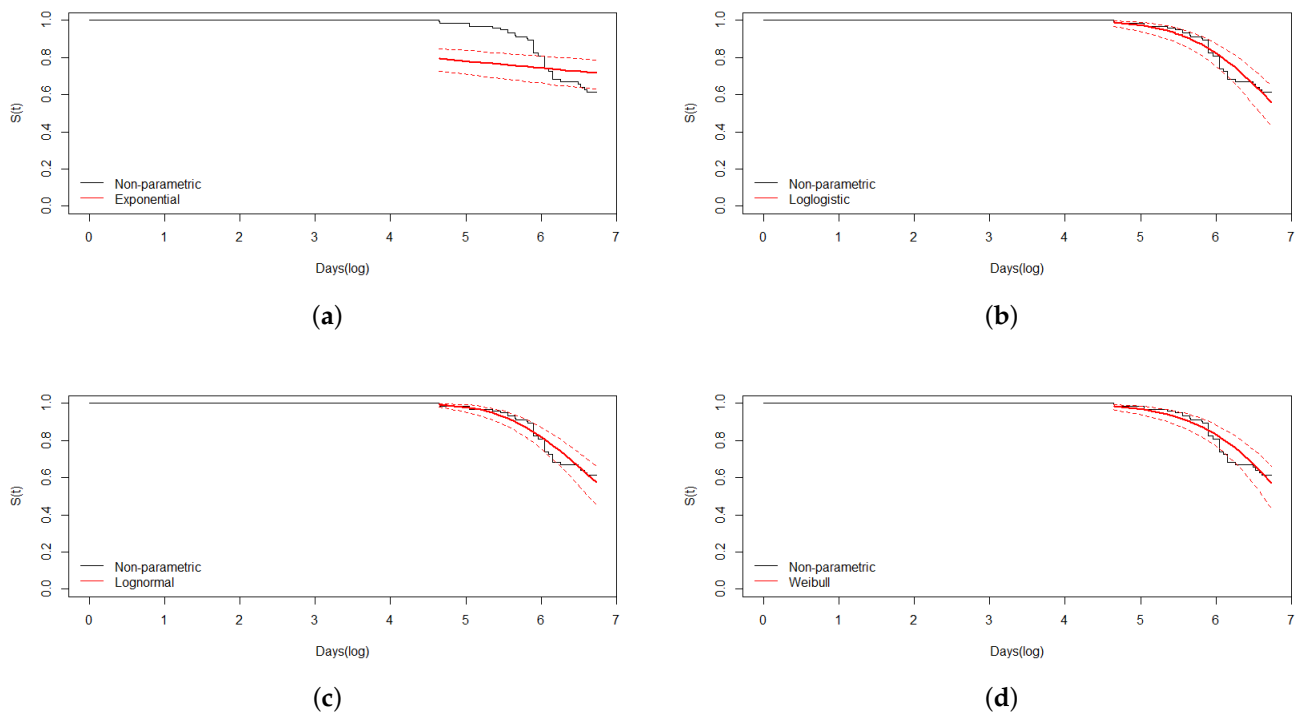 S(t)
0.0 0.2 0.4 0.6 0.8 1.0
Non-parametric
Exponential
0 1 2 3 4 5 6 7
Days(log)
(a)
S(t)
0.0 0.2 0.4 0.6 0.8 1.0
Non-parametric
Loglogistic
0 1 2 3 4 5 6 7
Days(log)
(b)
S(t)
0.0 0.2 0.4 0.6 0.8 1.0
Non-parametric
Lognormal
0 1 2 3 4 5 6 7
Days(log)
(c)
S(t)
0.0 0.2 0.4 0.6 0.8 1.0
Non-parametric
Weibull
0 1 2 3 4 5 6 7
Days(log)
(d)